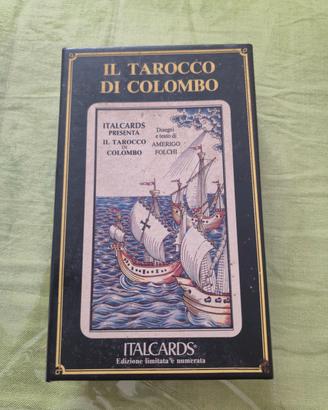 IL TAROCCO
DI COLOMBO
ITALCARDS
PRESENTA
IL TAROCCO
DI
COLOMBO
Disegni
e testo di
AMERIGO
FOLCHI
ITALCARDS®
Edizione limitata e numerata